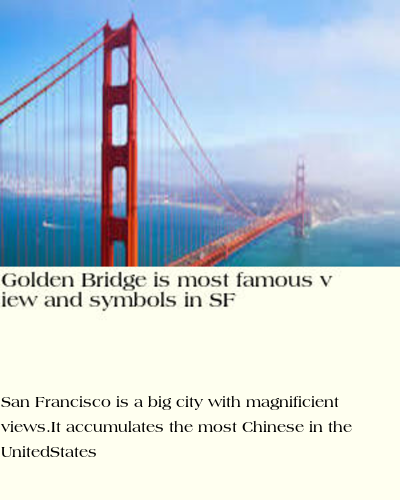 Golden Bridge is most famous v
iew and symbols in SF
San Francisco is a big city with magnificient
views.It accumulates the most Chinese in the
UnitedStates